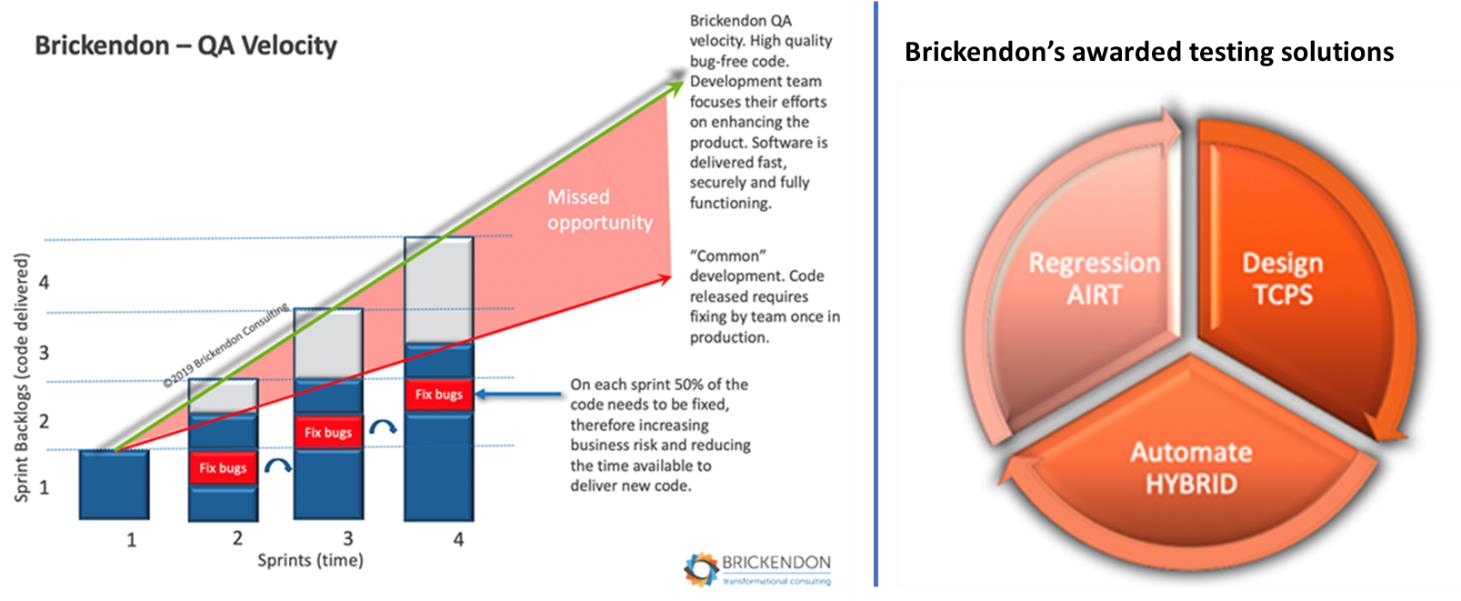 Brickendon – QA Velocity
Brickendon QA
velocity. High quality
bug-free code.
Development team
focuses their efforts
on enhancing the
product. Software is
delivered fast,
securely and fully
functioning.
Missed
opportunity
“Common”
development. Code
released requires
fixing by team once in
production.
©2019 Brickendon Consulting
Sprint Backlogs (code delivered)
4
3
2
1
Fix bugs
Fix bugs
Fix bugs
On each sprint 50% of the
code needs to be fixed,
therefore increasing
business risk and reducing
the time available to
deliver new code.
1
2
3
4
Sprints (time)
BRICKENDON
transformational consulting
Brickendon’s awarded testing solutions
Regression
AIRT
Design
TCPS
Automate
HYBRID